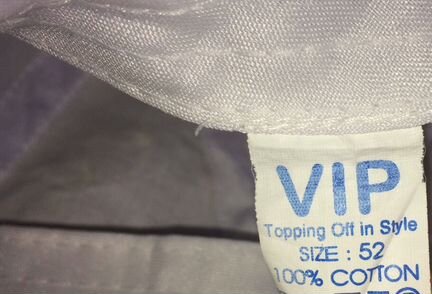 VIP
Topping Off in Style
SIZE : 52
100% COTTON